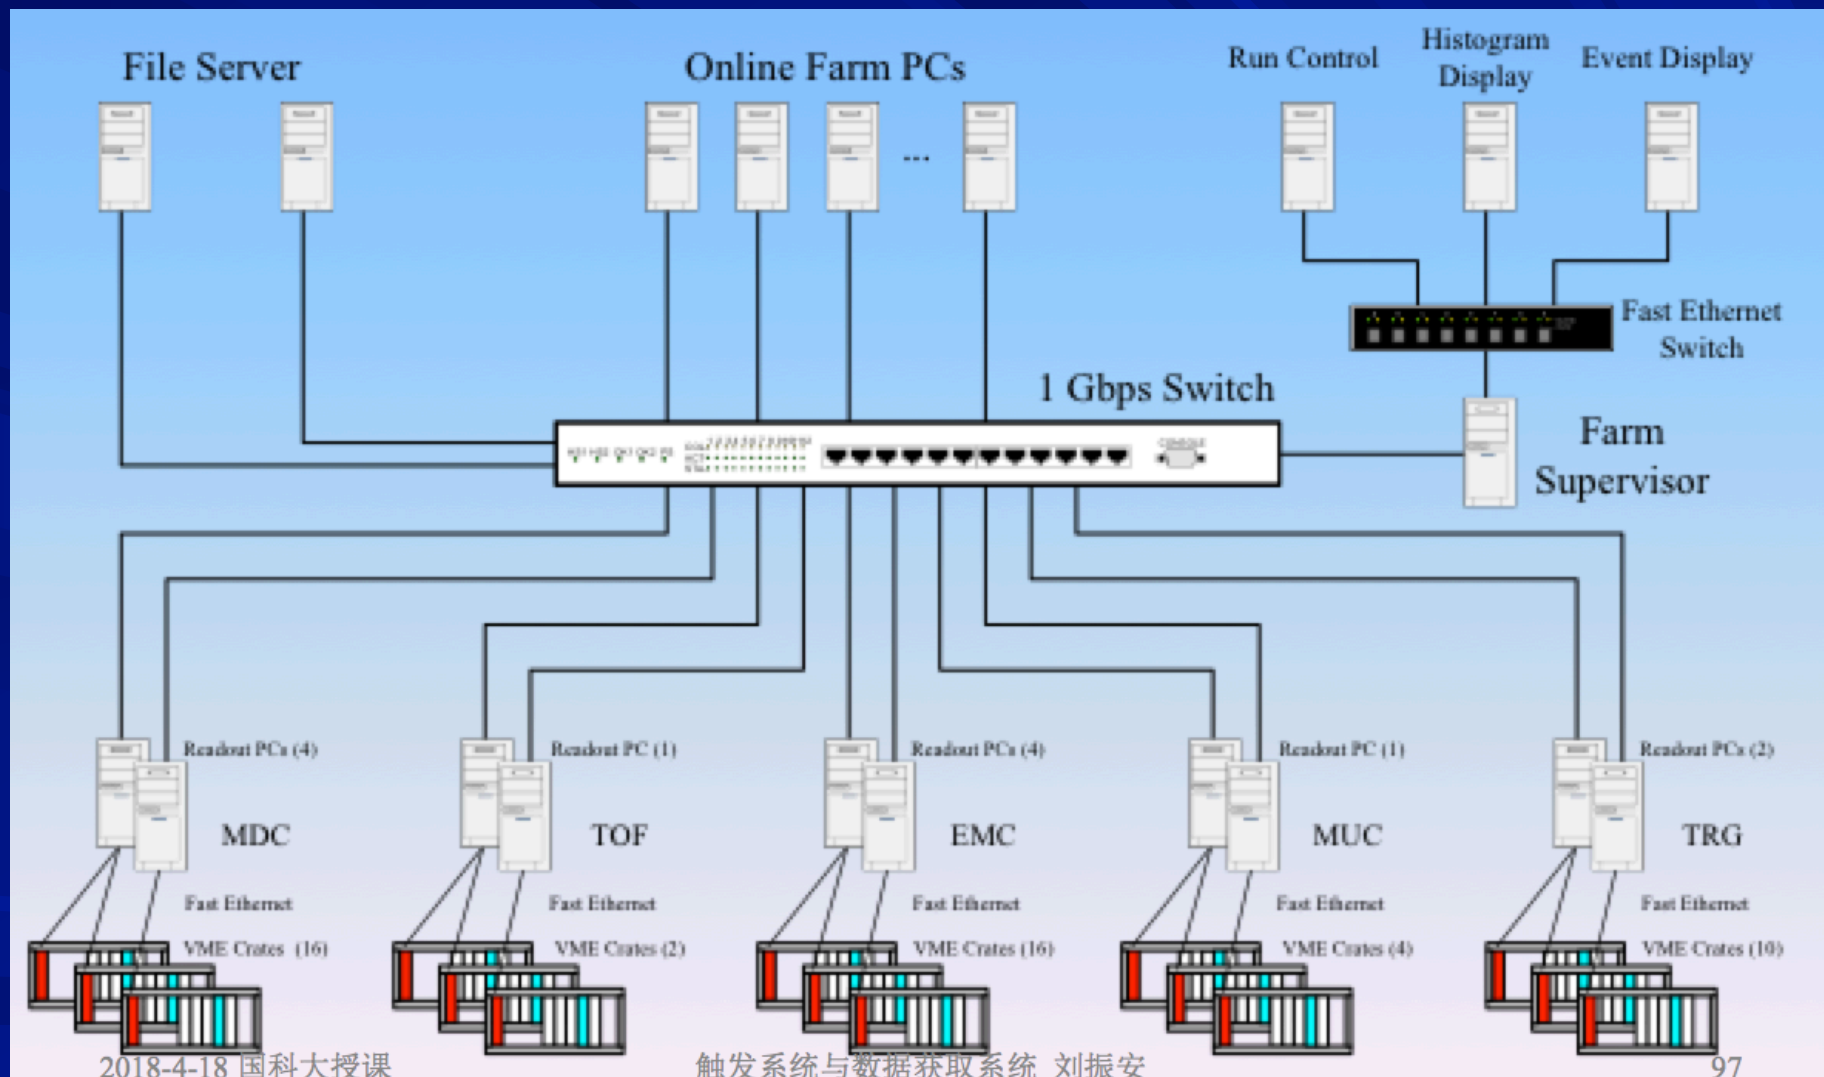 File Server
Online Farm PCs
Run Control
Histogram
Display
Event Display
Fast Ethernet
Switch
1 Gbps Switch
CONSOLE
Farm
Supervisor
Readout PCs (4)
Readout PC (1)
Readout PCs (4)
Readout PC (1)
Readout PCs (2)
MDC
TOF
EMC
MUC
TRG
Fast Ethernet
Fast Ethernet
Fast Ethernet
Fast Ethernet
Fast Ethernet
VME Crates (16)
VME Crates (2)
VME Crates (16)
VME Crates (4)
VME Crates (10)
2018-4-18 国科大授课
触发系统与数据获取系统 刘振安
97